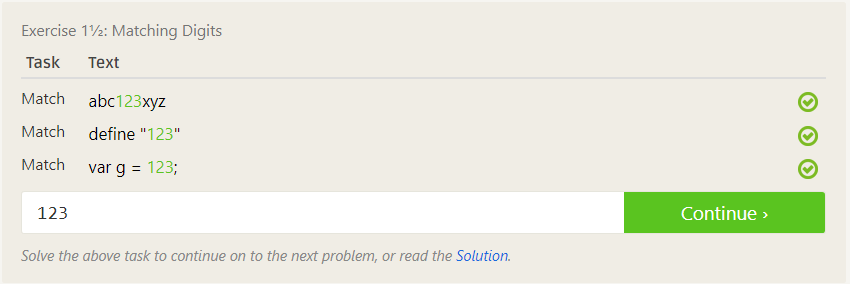 Exercise 1½: Matching Digits
Task Text
Match abc123xyz
Match define "123"
Match var g = 123;
123 Continue ›
Solve the above task to continue on to the next problem, or read the Solution.